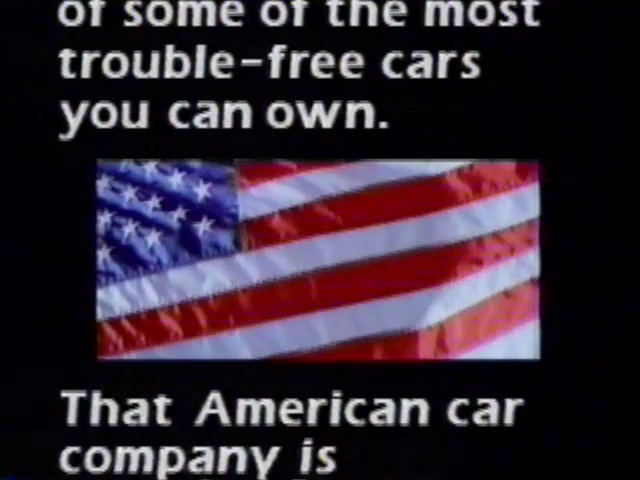 of some of the most
trouble-free cars
you can own.
That American car
company is